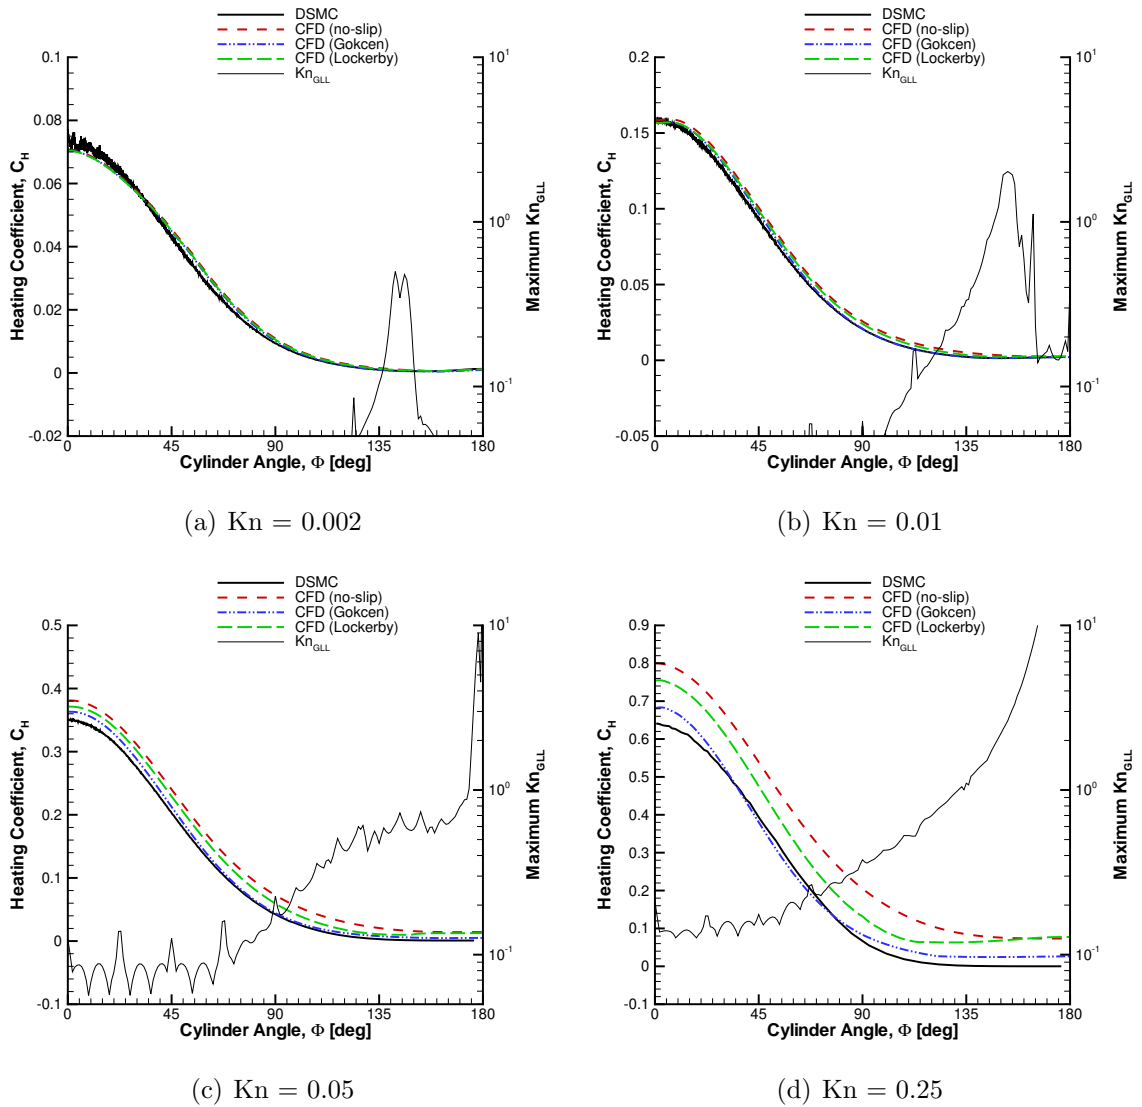 DSMC
CFD (no-slip)
CFD (Gokcen)
CFD (Lockerby)
Kn_GLL
0.1
0.08
0.06
0.04
0.02
0
-0.02
Heating Coefficient, C_H
10^1
10^0
10^-1
Maximum Kn_GLL
0 45 90 135 180
Cylinder Angle, Φ [deg]
(a) Kn = 0.002
DSMC
CFD (no-slip)
CFD (Gokcen)
CFD (Lockerby)
Kn_GLL
0.2
0.15
0.1
0.05
0
-0.05
Heating Coefficient, C_H
10^1
10^0
10^-1
Maximum Kn_GLL
0 45 90 135 180
Cylinder Angle, Φ [deg]
(b) Kn = 0.01
DSMC
CFD (no-slip)
CFD (Gokcen)
CFD (Lockerby)
Kn_GLL
0.5
0.4
0.3
0.2
0.1
0
-0.1
Heating Coefficient, C_H
10^1
10^0
10^-1
Maximum Kn_GLL
0 45 90 135 180
Cylinder Angle, Φ [deg]
(c) Kn = 0.05
DSMC
CFD (no-slip)
CFD (Gokcen)
CFD (Lockerby)
Kn_GLL
0.9
0.8
0.7
0.6
0.5
0.4
0.3
0.2
0.1
0
-0.1
Heating Coefficient, C_H
10^1
10^0
10^-1
Maximum Kn_GLL
0 45 90 135 180
Cylinder Angle, Φ [deg]
(d) Kn = 0.25